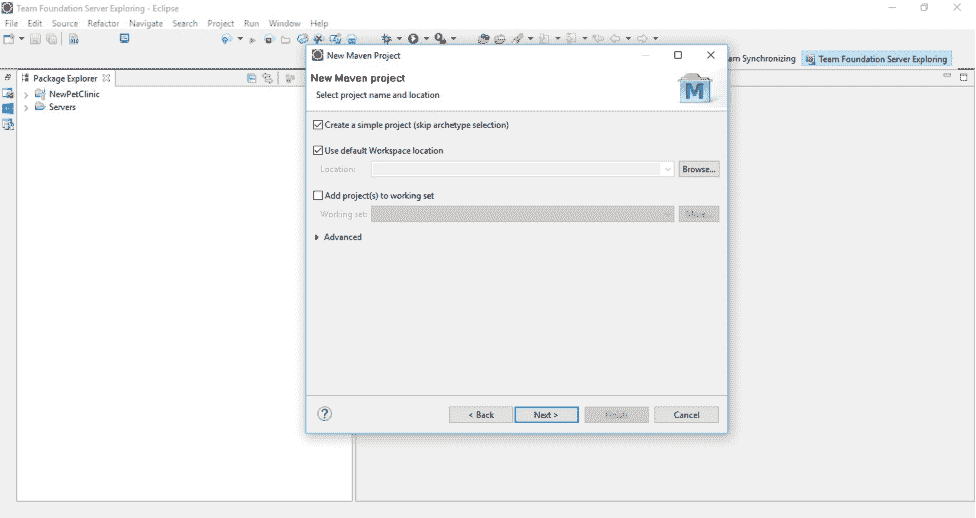 Team Foundation Server Exploring - Eclipse
File Edit Source Refactor Navigate Search Project Run Window Help
New Maven Project
am Synchronizing Team Foundation Server Exploring
Package Explorer
New Maven project
NewPetClinic
Select project name and location
Servers
M
Create a simple project (skip archetype selection)
Use default Workspace location
Location: Browse...
Add project(s) to working set
Working set: More...
Advanced
? < Back Next > Finish Cancel